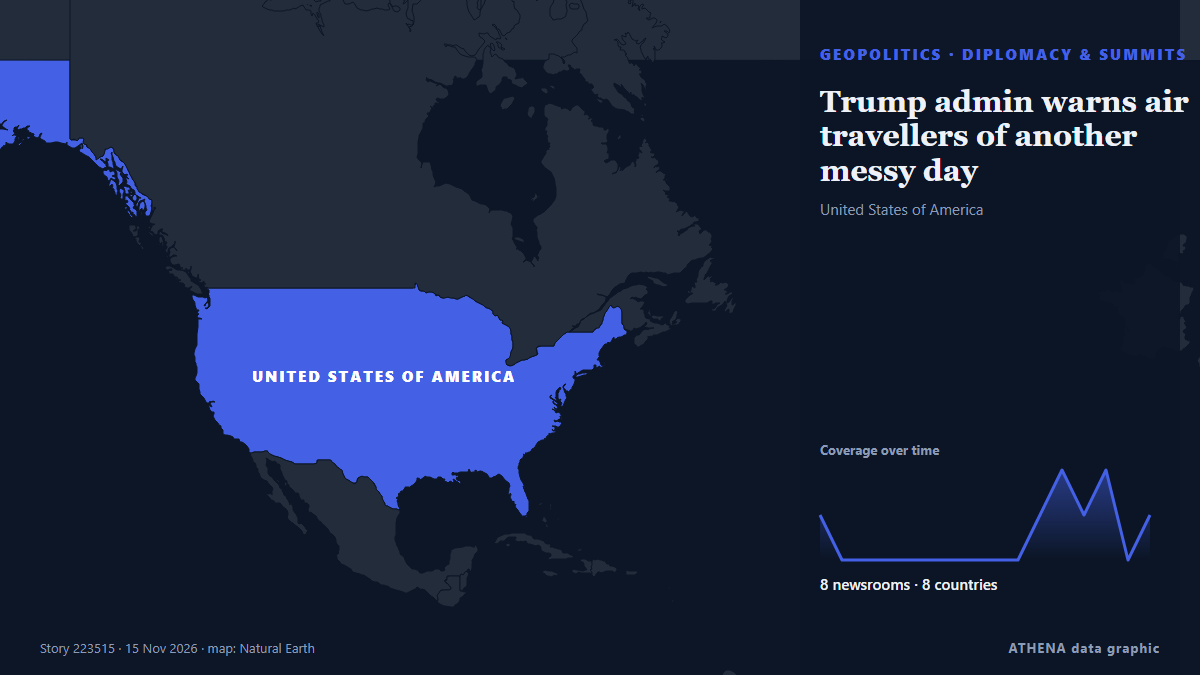 GEOPOLITICS · DIPLOMACY & SUMMITS
Trump admin warns air
travellers of another
messy day
United States of America
UNITED STATES OF AMERICA
Coverage over time
8 newsrooms · 8 countries
Story 223515 · 15 Nov 2026 · map: Natural Earth
ATHENA data graphic